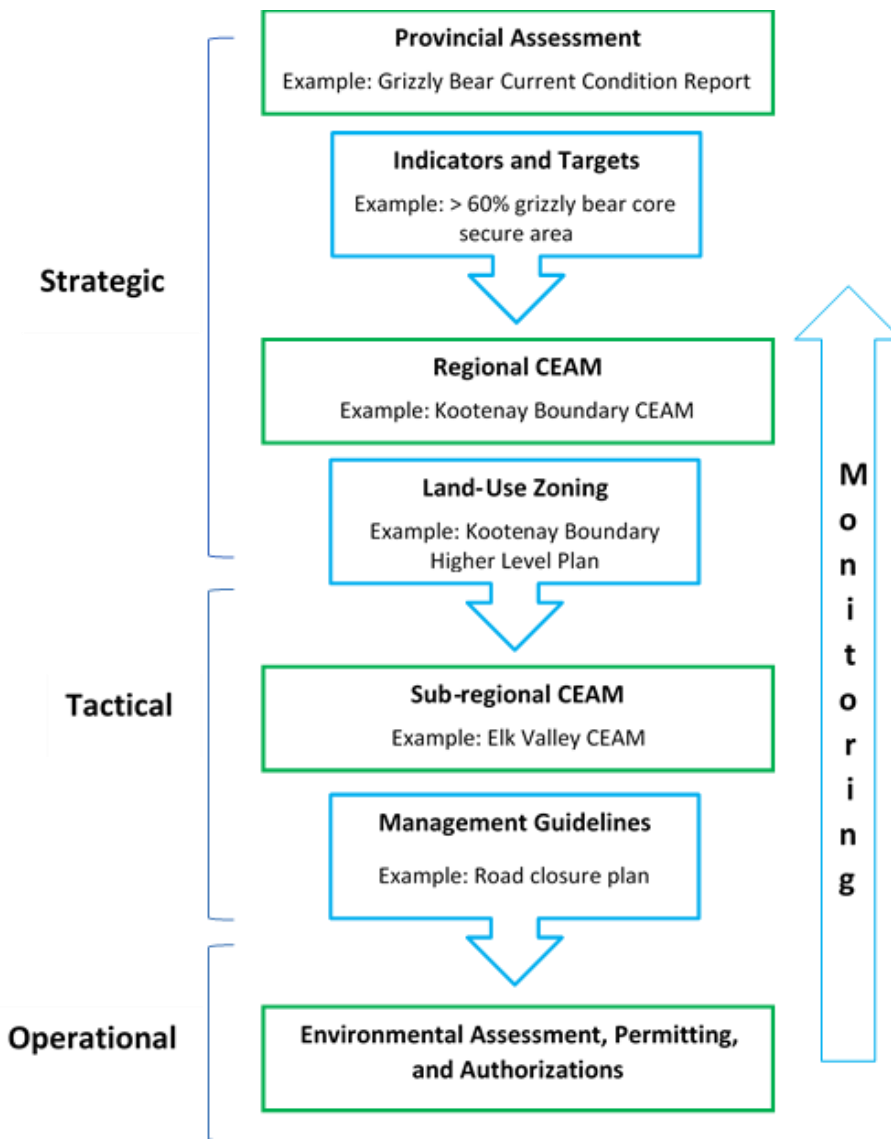 Provincial Assessment
Example: Grizzly Bear Current Condition Report
Indicators and Targets
Example: > 60% grizzly bear core
secure area
Strategic
Regional CEAM
Example: Kootenay Boundary CEAM
Land-Use Zoning
Example: Kootenay Boundary
Higher Level Plan
Tactical
Sub-regional CEAM
Example: Elk Valley CEAM
Management Guidelines
Example: Road closure plan
Operational
Environmental Assessment, Permitting,
and Authorizations
Monitoring